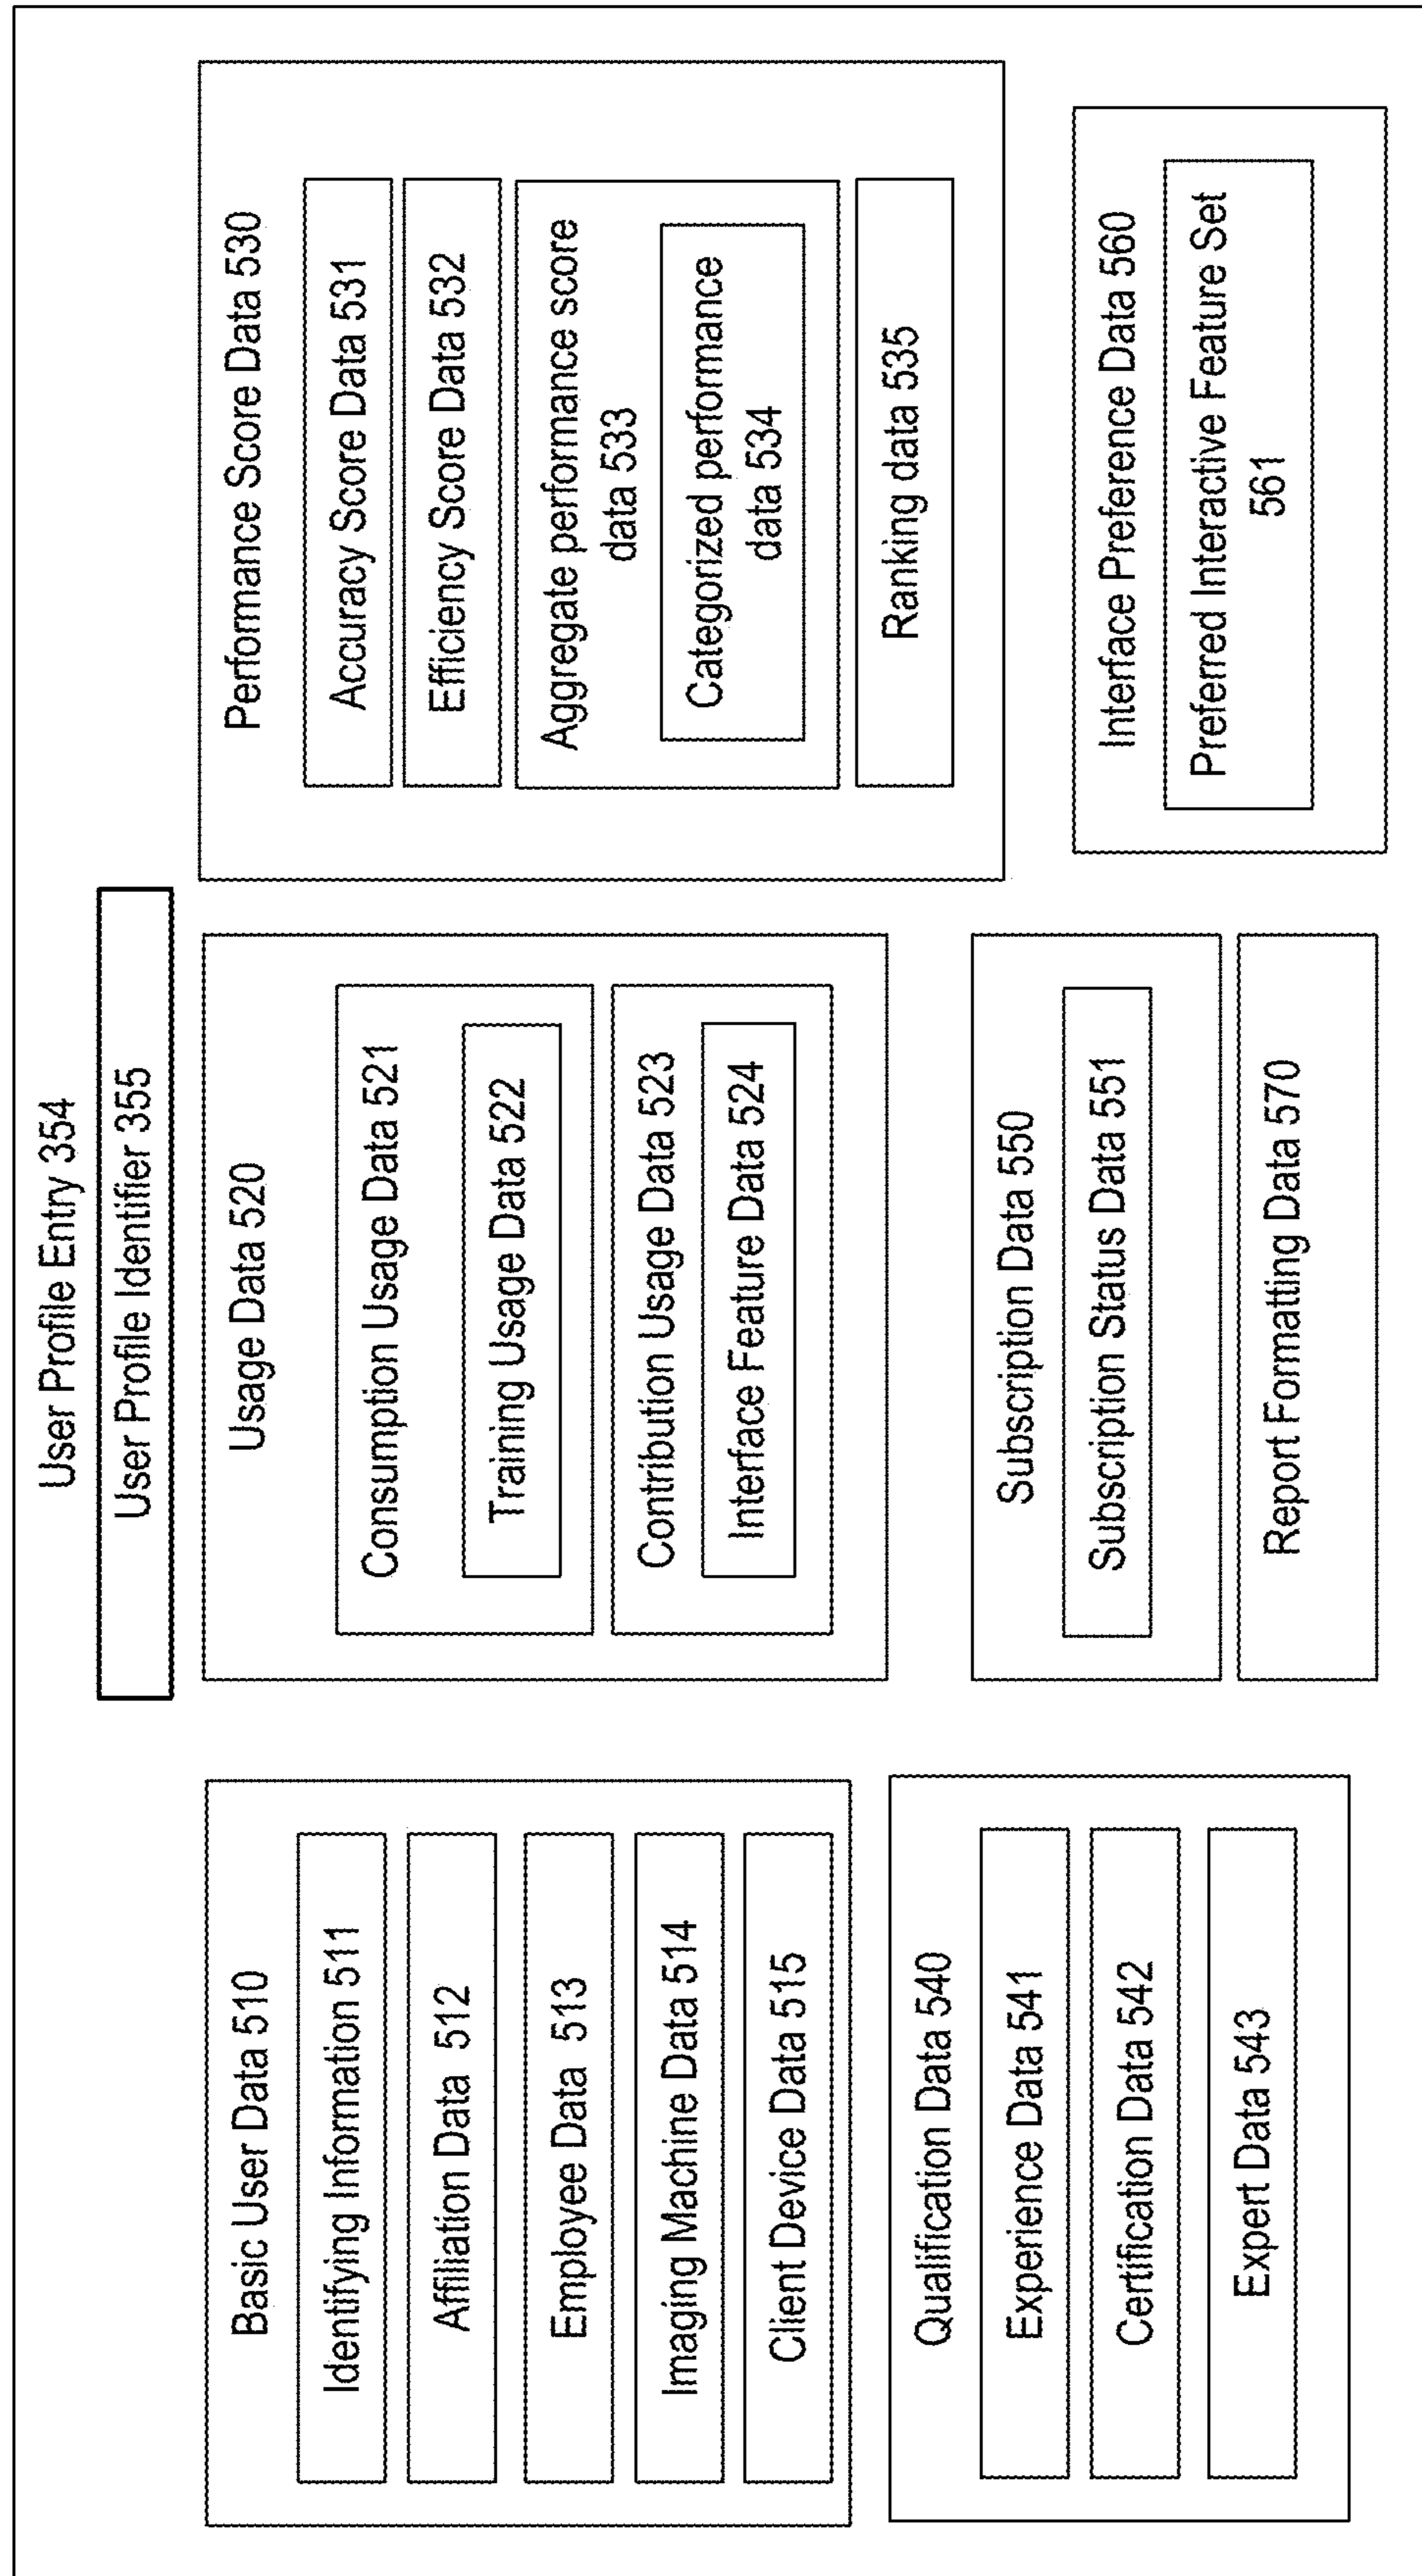 User Profile Entry 354
User Profile Identifier 355
Basic User Data 510
Identifying Information 511
Affiliation Data 512
Employee Data 513
Imaging Machine Data 514
Client Device Data 515
Usage Data 520
Consumption Usage Data 521
Training Usage Data 522
Contribution Usage Data 523
Interface Feature Data 524
Performance Score Data 530
Accuracy Score Data 531
Efficiency Score Data 532
Aggregate performance score
data 533
Categorized performance
data 534
Ranking data 535
Qualification Data 540
Experience Data 541
Certification Data 542
Expert Data 543
Subscription Data 550
Subscription Status Data 551
Report Formatting Data 570
Interface Preference Data 560
Preferred Interactive Feature Set
561